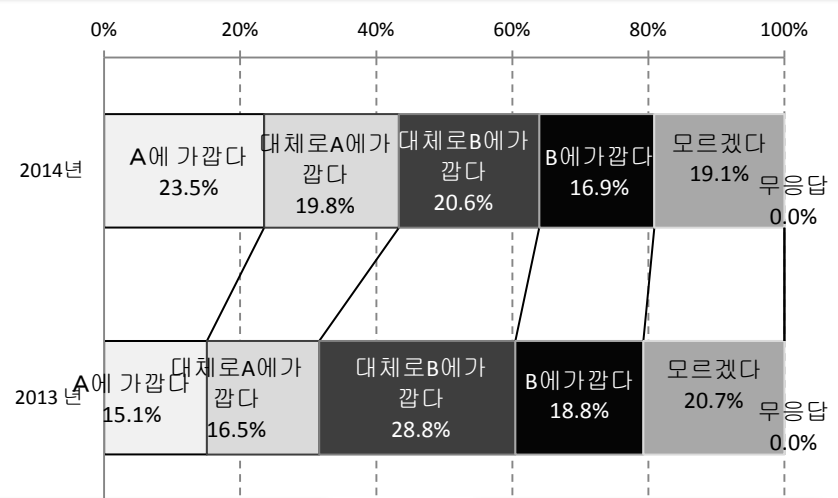 0%
20%
40%
60%
80%
100%
2014년
A에 가깝다
23.5%
대체로A에가
깝다
19.8%
대체로B에가
깝다
20.6%
B에가깝다
16.9%
모르겠다
19.1%
무응답
0.0%
2013 년
A에 가깝다
15.1%
대체로A에가
깝다
16.5%
대체로B에가
깝다
28.8%
B에가깝다
18.8%
모르겠다
20.7%
무응답
0.0%